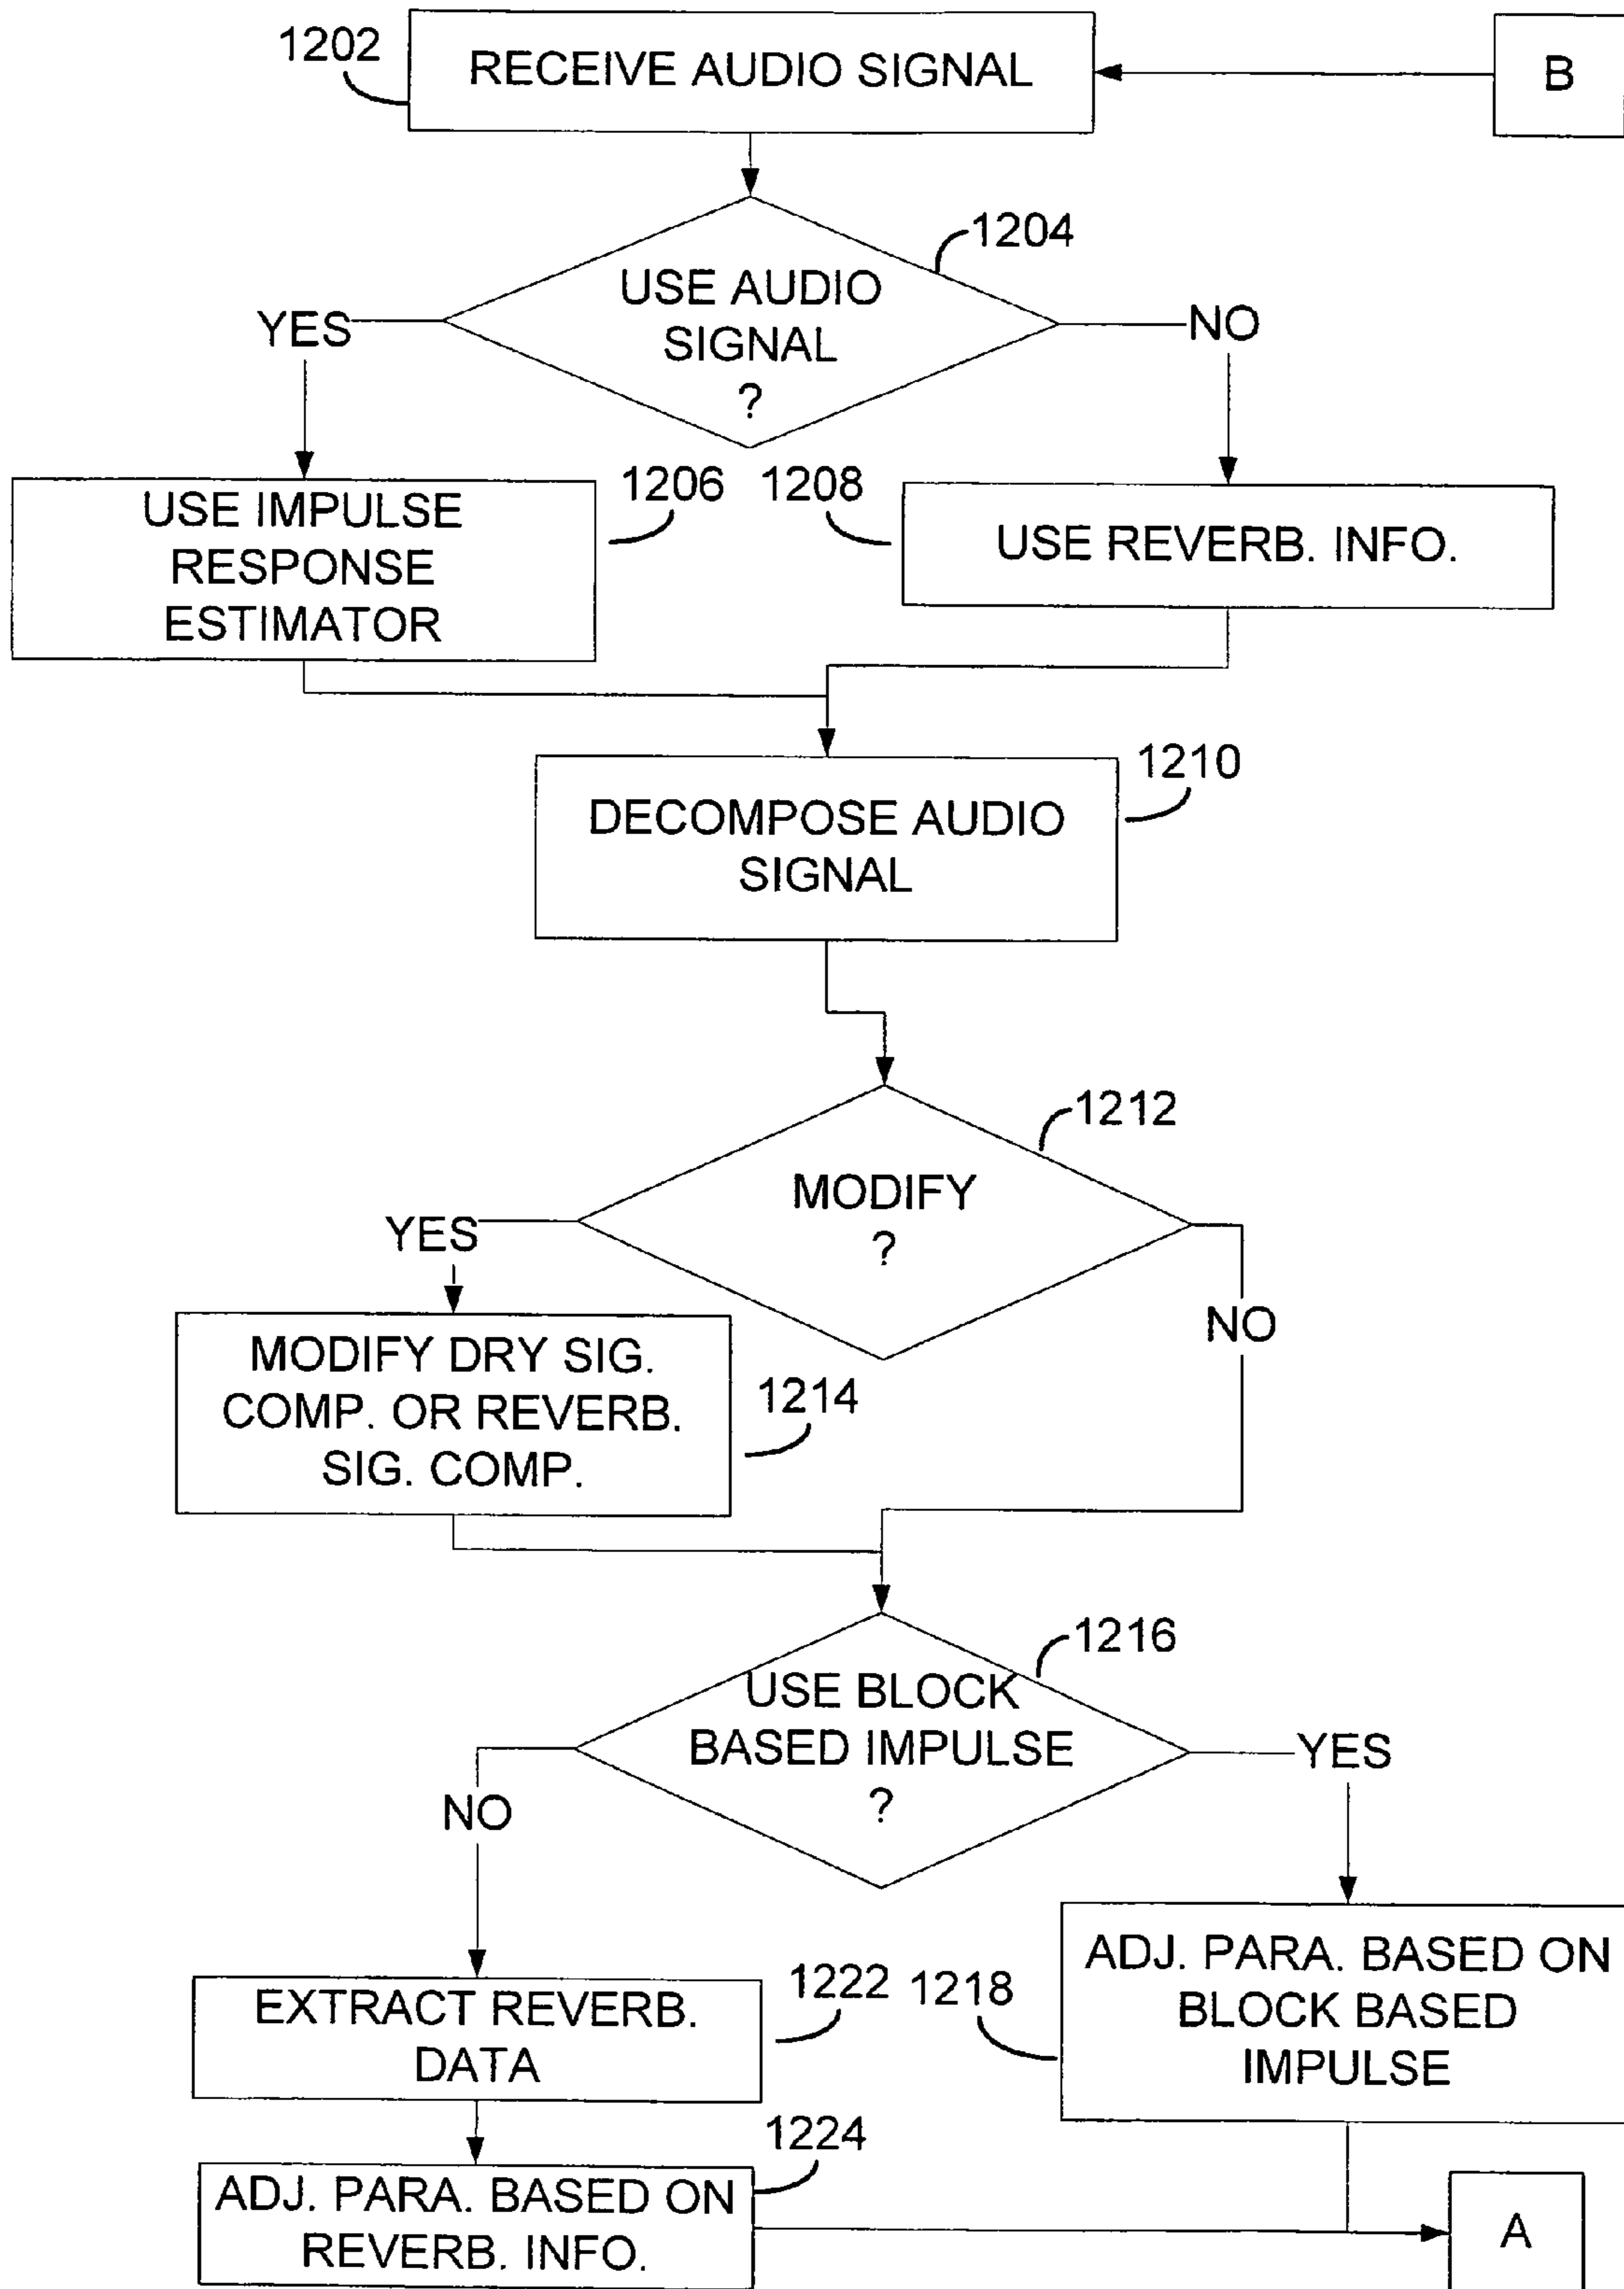 1202
RECEIVE AUDIO SIGNAL
B
1204
USE AUDIO
SIGNAL
?
YES
NO
1206
1208
USE IMPULSE
RESPONSE
ESTIMATOR
USE REVERB. INFO.
1210
DECOMPOSE AUDIO
SIGNAL
1212
MODIFY
?
YES
NO
MODIFY DRY SIG.
COMP. OR REVERB.
SIG. COMP.
1214
1216
USE BLOCK
BASED IMPULSE
?
YES
NO
ADJ. PARA. BASED ON
BLOCK BASED
IMPULSE
1222
1218
EXTRACT REVERB.
DATA
1224
ADJ. PARA. BASED ON
REVERB. INFO.
A